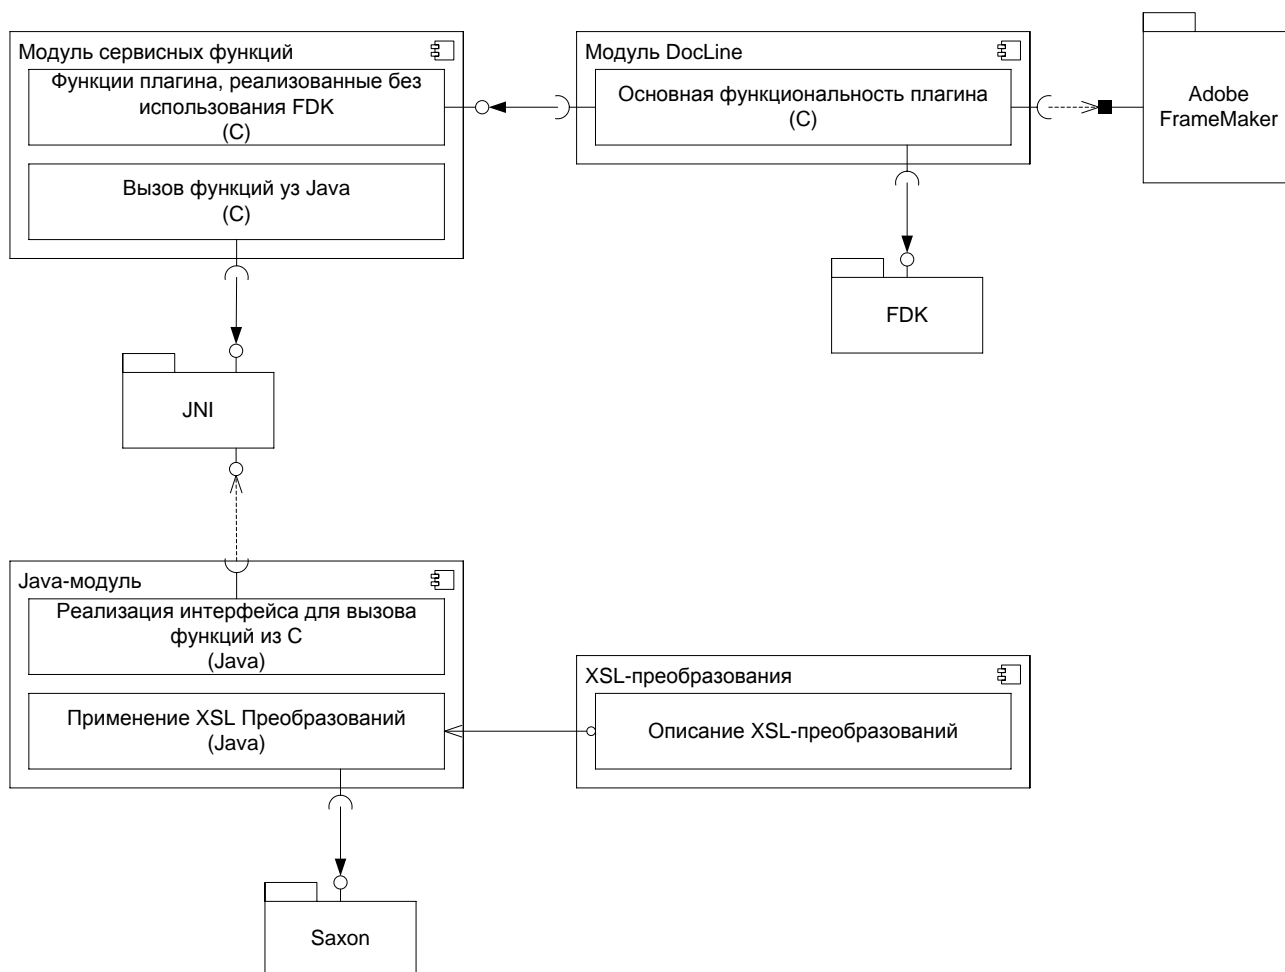 Модуль сервисных функций
Функции плагина, реализованные без
использования FDK
(C)
Вызов функций уз Java
(C)
Модуль DocLine
Основная функциональность плагина
(C)
Adobe
FrameMaker
FDK
JNI
Java-модуль
Реализация интерфейса для вызова
функций из C
(Java)
Применение XSL Преобразований
(Java)
XSL-преобразования
Описание XSL-преобразований
Saxon